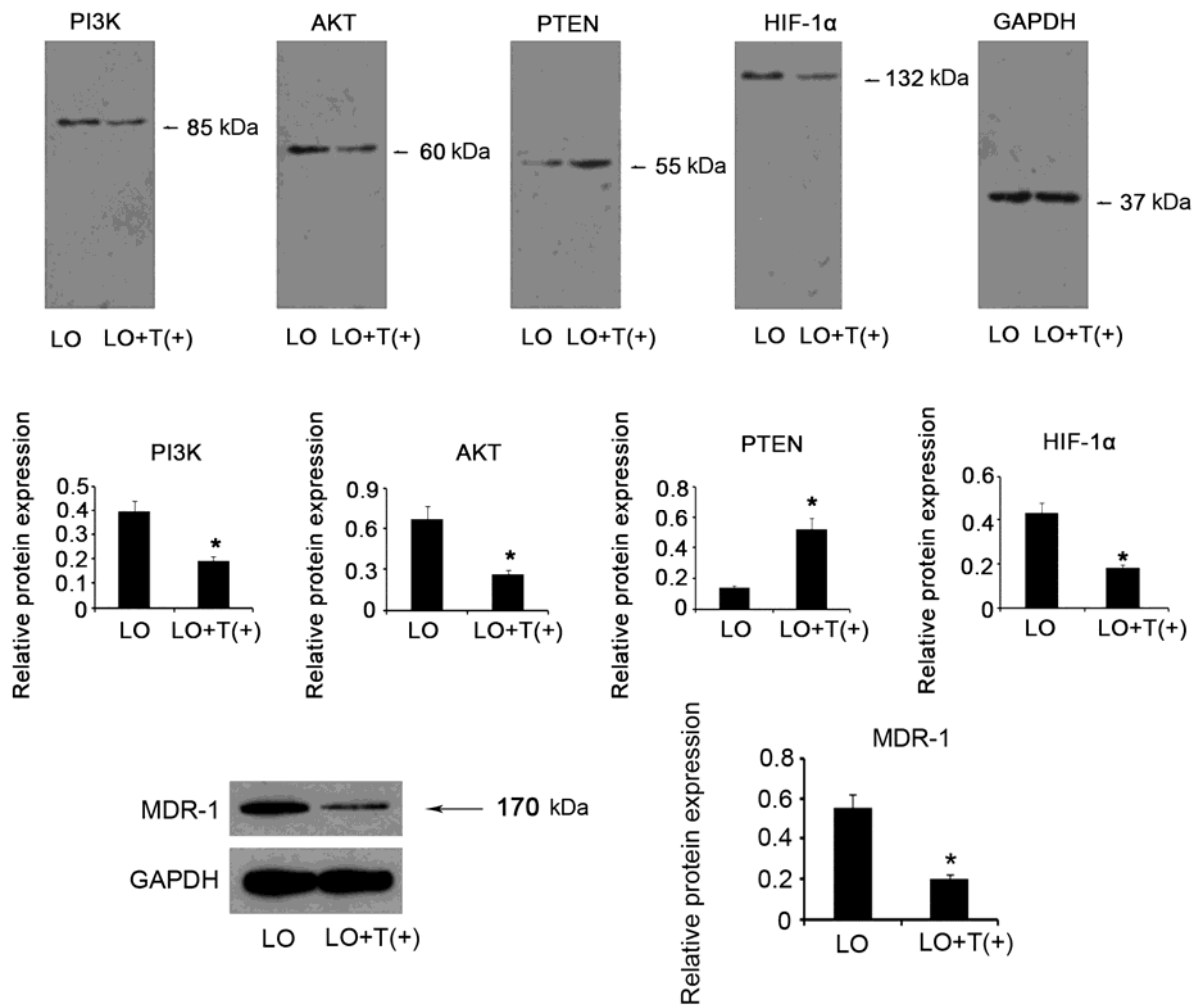 PI3K AKT PTEN HIF-1α GAPDH
– 85 kDa – 60 kDa – 55 kDa – 132 kDa – 37 kDa
LO LO+T(+) LO LO+T(+) LO LO+T(+) LO LO+T(+) LO LO+T(+)
Relative protein expression
PI3K
0.5
0.4
0.3
0.2
0.1
0
*
LO LO+T(+)
Relative protein expression
AKT
0.9
0.6
0.3
0
*
LO LO+T(+)
Relative protein expression
PTEN
0.8
0.6
0.4
0.2
0
*
LO LO+T(+)
Relative protein expression
HIF-1α
0.6
0.4
0.2
0
*
LO LO+T(+)
MDR-1 170 kDa
GAPDH
LO LO+T(+)
Relative protein expression
MDR-1
0.8
0.6
0.4
0.2
0
*
LO LO+T(+)